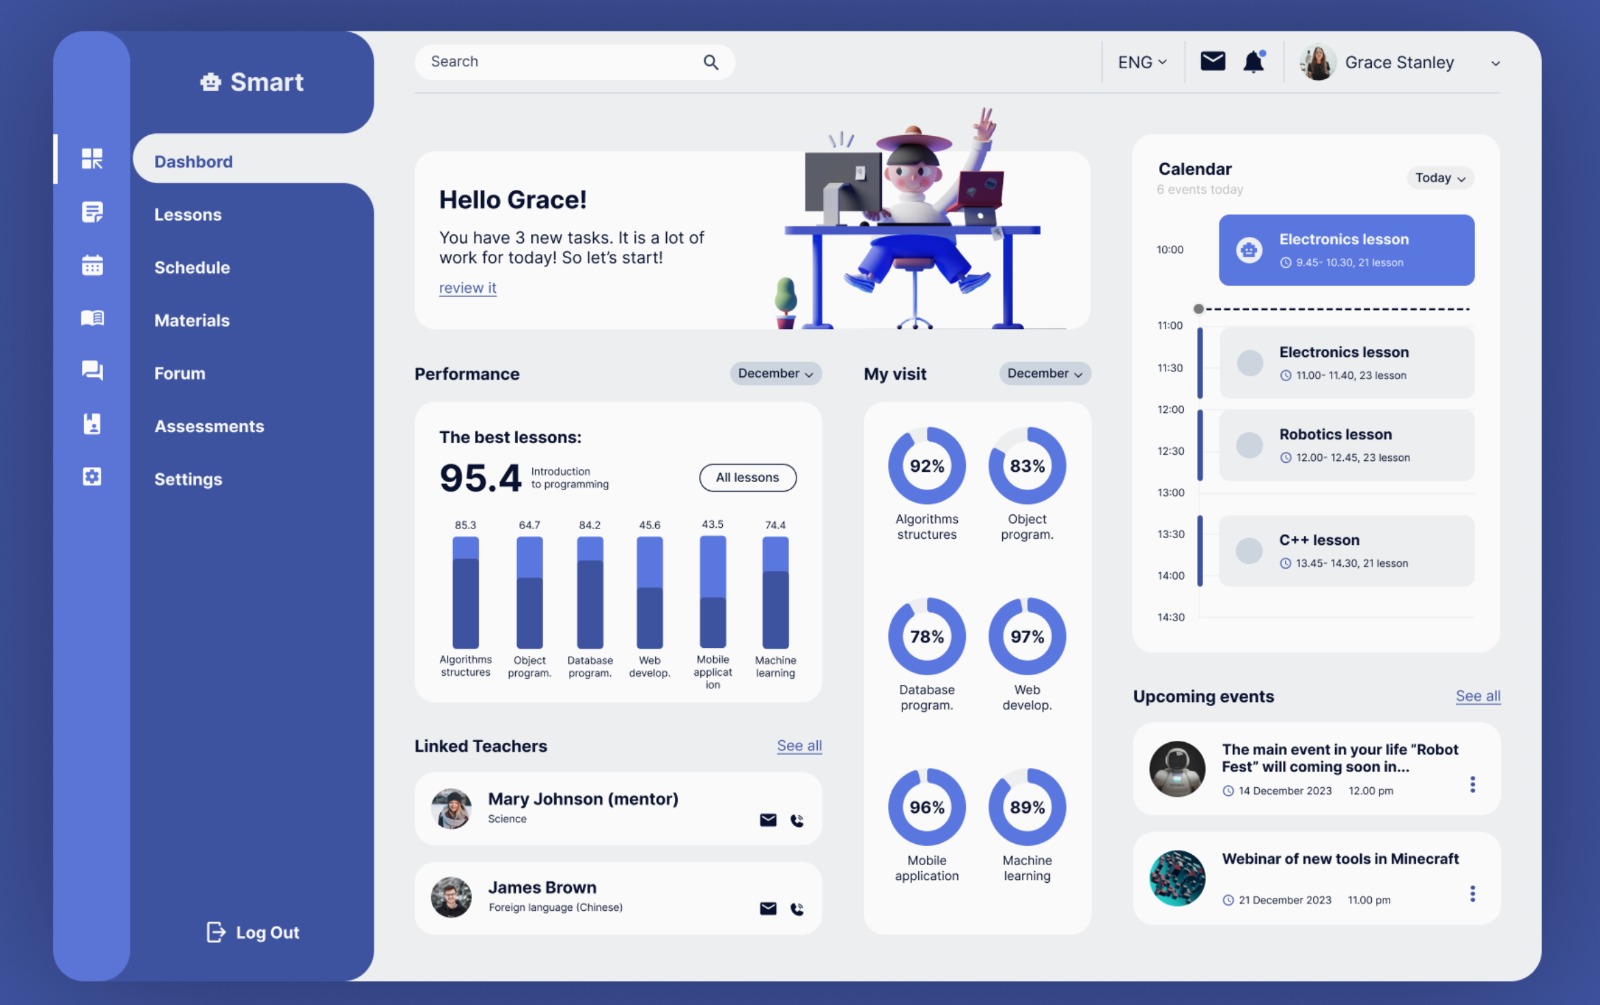 Smart
Dashbord
Lessons
Schedule
Materials
Forum
Assessments
Settings
Log Out
Search
ENG
Grace Stanley
Hello Grace!
You have 3 new tasks. It is a lot of
work for today! So let's start!
review it
Performance
December
The best lessons:
95.4
Introduction
to programming
All lessons
85.3
64.7
84.2
45.6
43.5
74.4
Algorithms
structures
Object
program.
Database
program.
Web
develop.
Mobile
applicat
ion
Machine
learning
Linked Teachers
See all
Mary Johnson (mentor)
Science
James Brown
Foreign language (Chinese)
My visit
December
92%
Algorithms
structures
83%
Object
program.
78%
Database
program.
97%
Web
develop.
96%
Mobile
application
89%
Machine
learning
Calendar
6 events today
Today
10:00
Electronics lesson
9.45- 10.30, 21 lesson
11:00
Electronics lesson
11.00- 11.40, 23 lesson
11:30
12:00
Robotics lesson
12.00- 12.45, 23 lesson
12:30
13:00
13:30
C++ lesson
13.45- 14.30, 21 lesson
14:00
14:30
Upcoming events
See all
The main event in your life "Robot
Fest" will coming soon in...
14 December 2023 12.00 pm
Webinar of new tools in Minecraft
21 December 2023 11.00 pm